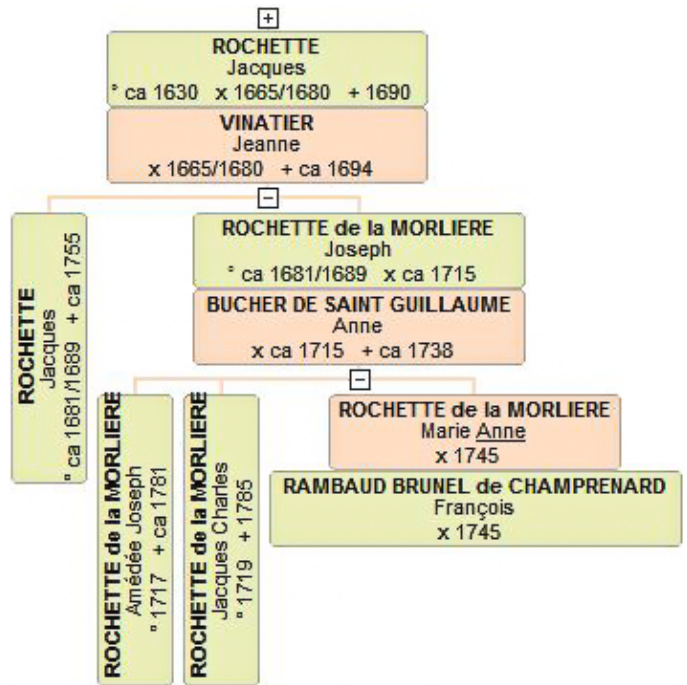 ROCHETTE
Jacques
° ca 1630 x 1665/1680 + 1690
VINATIER
Jeanne
x 1665/1680 + ca 1694
ROCHETTE
Jacques
° ca 1681/1689 + ca 1755
ROCHETTE de la MORLIERE
Joseph
° ca 1681/1689 x ca 1715
BUCHER DE SAINT GUILLAUME
Anne
x ca 1715 + ca 1738
ROCHETTE de la MORLIERE
Amédée Joseph
° 1717 + ca 1781
ROCHETTE de la MORLIERE
Jacques Charles
° 1719 + 1785
ROCHETTE de la MORLIERE
Marie Anne
x 1745
RAMBAUD BRUNEL de CHAMPRENARD
François
x 1745